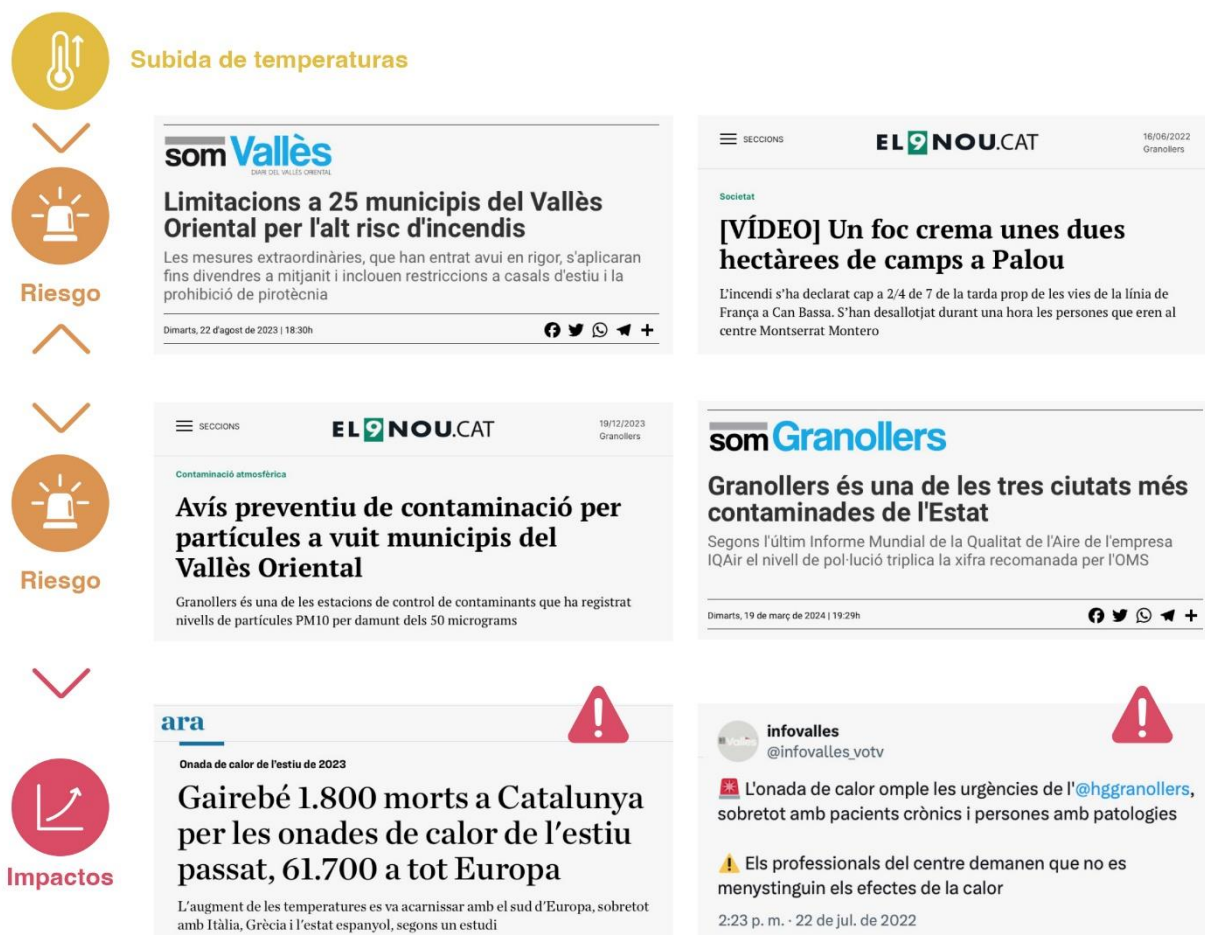 Subida de temperaturas
som Vallès
DIARI DEL VALLÈS ORIENTAL
Limitacions a 25 municipis del Vallès
Oriental per l'alt risc d'incendis
Les mesures extraordinàries, que han entrat avui en rigor, s'aplicaran
fins divendres a mitjanit i inclouen restriccions a casals d'estiu i la
prohibició de pirotècnia
Dimarts, 22 d'agost de 2023 | 18:30h
SECCIONS
EL9NOU.CAT
16/06/2022
Granollers
Societat
[VÍDEO] Un foc crema unes dues
hectàrees de camps a Palou
L'incendi s'ha declarat cap a 2/4 de 7 de la tarda prop de les vies de la línia de
França a Can Bassa. S'han desallotjat durant una hora les persones que eren al
centre Montserrat Montero
Riesgo
SECCIONS
EL9NOU.CAT
19/12/2023
Granollers
Contaminació atmosfèrica
Avís preventiu de contaminació per
partícules a vuit municipis del
Vallès Oriental
Granollers és una de les estacions de control de contaminants que ha registrat
nivells de partícules PM10 per damunt dels 50 micrograms
som Granollers
Granollers és una de les tres ciutats més
contaminades de l'Estat
Segons l'últim Informe Mundial de la Qualitat de l'Aire de l'empresa
IQAir el nivell de pol·lució triplica la xifra recomanada per l'OMS
Dimarts, 19 de març de 2024 | 19:29h
Riesgo
ara
Onada de calor de l'estiu de 2023
Gairebé 1.800 morts a Catalunya
per les onades de calor de l'estiu
passat, 61.700 a tot Europa
L'augment de les temperatures es va acarnissar amb el sud d'Europa, sobretot
amb Itàlia, Grècia i l'estat espanyol, segons un estudi
infovalles
@infovalles_votv
🚨 L'onada de calor omple les urgències de l'@hggranollers,
sobretot amb pacients crònics i persones amb patologies
⚠️ Els professionals del centre demanen que no es
menystinguin els efectes de la calor
2:23 p. m. · 22 de jul. de 2022
Impactos